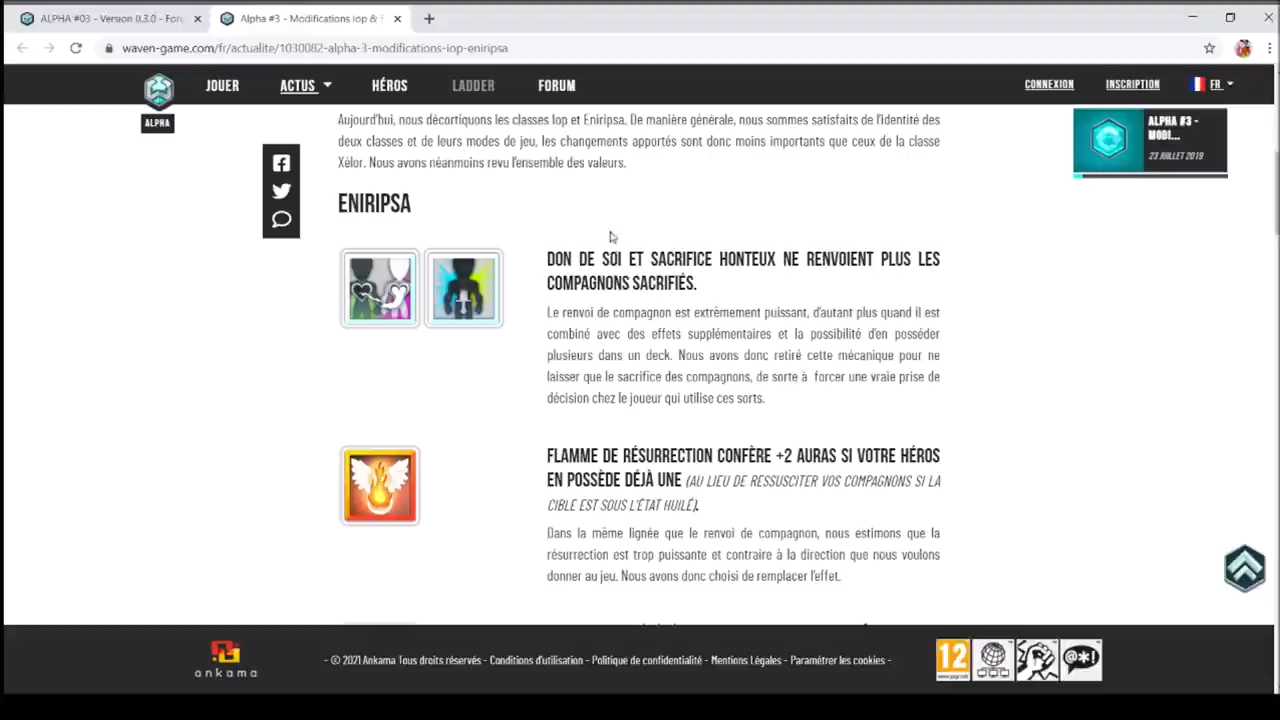 ALPHA #03 - Version 0.3.0 - For
Alpha #3 - Modifications Iop &
waven-game.com/fr/actualite/1030082-alpha-3-modifications-iop-eniripsa
JOUER ACTUS HÉROS LADDER FORUM CONNEXION INSCRIPTION FR
ALPHA
Aujourd'hui, nous décortiquons les classes Iop et Eniripsa. De manière générale, nous sommes satisfaits de l'identité des
deux classes et de leurs modes de jeu, les changements apportés sont donc moins importants que ceux de la classe
Xélor. Nous avons néanmoins revu l'ensemble des valeurs.
ALPHA #3 -
MODI...
23 JUILLET 2019
ENIRIPSA
DON DE SOI ET SACRIFICE HONTEUX NE RENVOIENT PLUS LES
COMPAGNONS SACRIFIÉS.
Le renvoi de compagnon est extrèmement puissant, d'autant plus quand il est
combiné avec des effets supplémentaires et la possibilité d'en posséder
plusieurs dans un deck. Nous avons donc retiré cette mécanique pour ne
laisser que le sacrifice des compagnons, de sorte à forcer une vraie prise de
décision chez le joueur qui utilise ces sorts.
FLAMME DE RÉSURRECTION CONFÈRE +2 AURAS SI VOTRE HÉROS
EN POSSÈDE DÉJÀ UNE (AU LIEU DE RESSUSCITER VOS COMPAGNONS SI LA
CIBLE EST SOUS L'ÉTAT HUILÉ).
Dans la même lignée que le renvoi de compagnon, nous estimons que la
résurrection est trop puissante et contraire à la direction que nous voulons
donner au jeu. Nous avons donc choisi de remplacer l'effet.
ankama
- © 2021 Ankama Tous droits réservés - Conditions d'utilisation - Politique de confidentialité - Mentions Légales - Paramétrer les cookies -
12
@*!